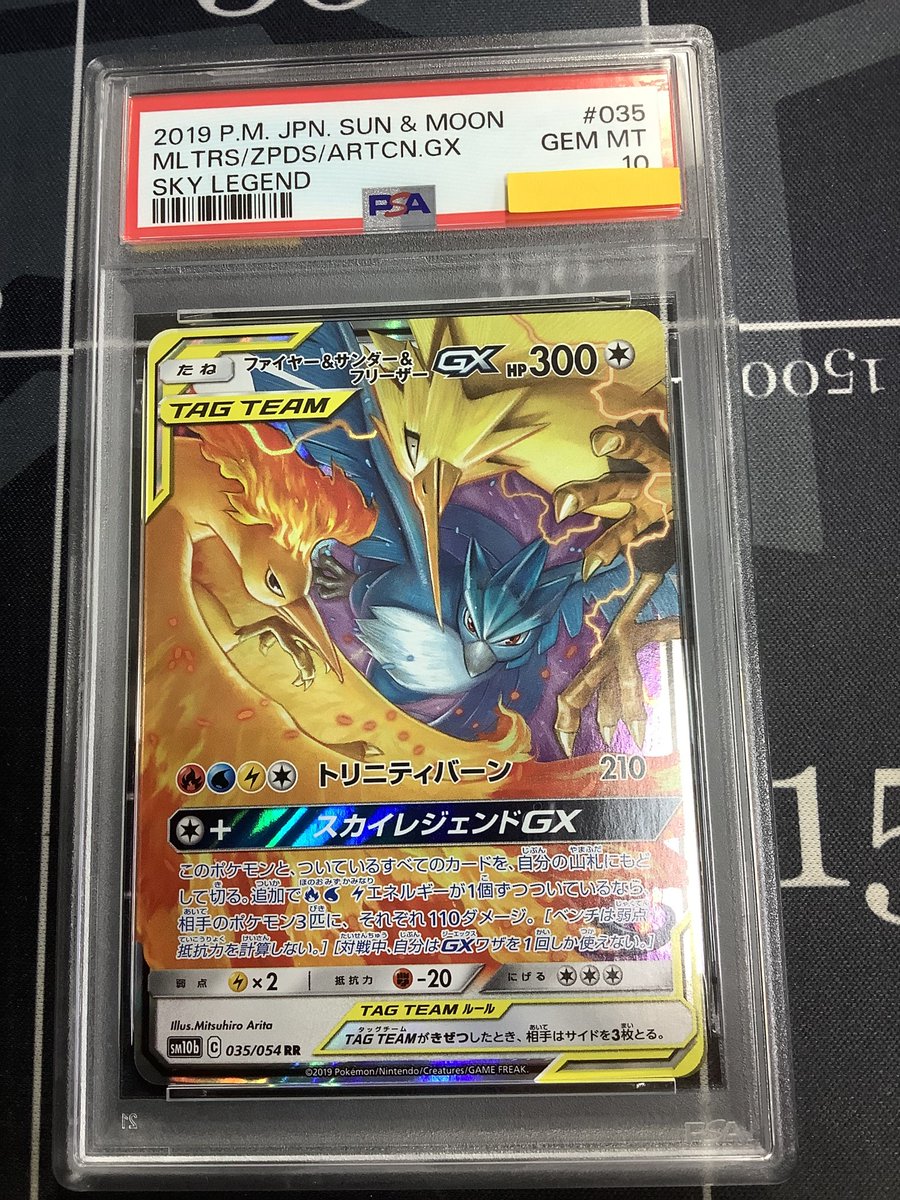 2019 P.M. JPN. SUN & MOON #035
MLTRS/ZPDS/ARTCN.GX GEM MT
SKY LEGEND 10
PSA
1500
たね ファイヤー&サンダー&フリーザー GX HP300
TAG TEAM
トリニティバーン 210
+ スカイレジェンドGX
このポケモンと、ついているすべてのカードを、自分の山札にもど
して切る。追加で エネルギーが1個ずつついているなら、
相手のポケモン3匹に、それぞれ110ダメージ。[ベンチは弱点・
抵抗力を計算しない。] [対戦中、自分はGXワザを1回しか使えない。]
弱点 ×2 抵抗力 -20 にげる
TAG TEAM ルール
Illus.Mitsuhiro Arita
TAG TEAMがきぜつしたとき、相手はサイドを3枚とる。
sm10b C 035/054 RR
©2019 Pokémon/Nintendo/Creatures/GAME FREAK.
15
21
PSA